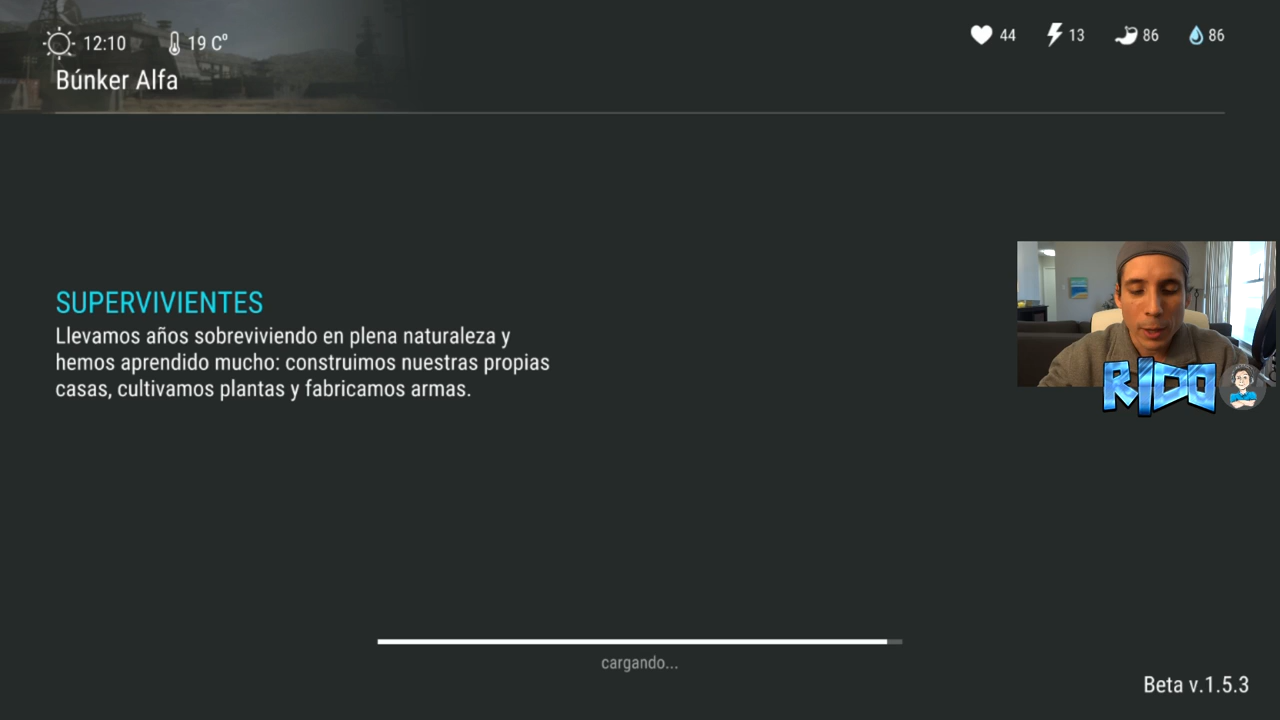 12:10 19 Cº
44 13 86 86
Búnker Alfa
SUPERVIVIENTES
Llevamos años sobreviviendo en plena naturaleza y
hemos aprendido mucho: construimos nuestras propias
casas, cultivamos plantas y fabricamos armas.
RIDO
cargando...
Beta v.1.5.3